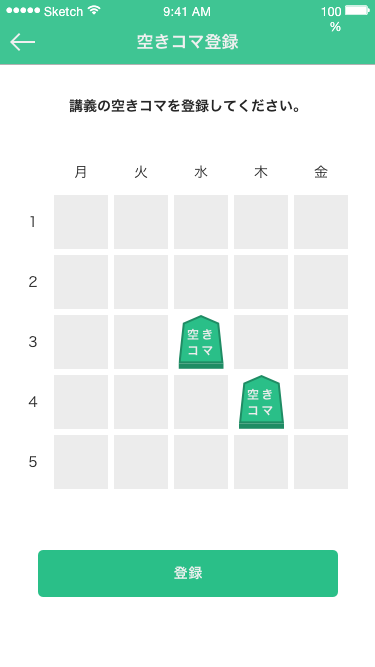 Sketch 9:41 AM 100 %
空きコマ登録
講義の空きコマを登録してください。
月 火 水 木 金
1
2
3 空き
コマ
4 空き
コマ
5
登録